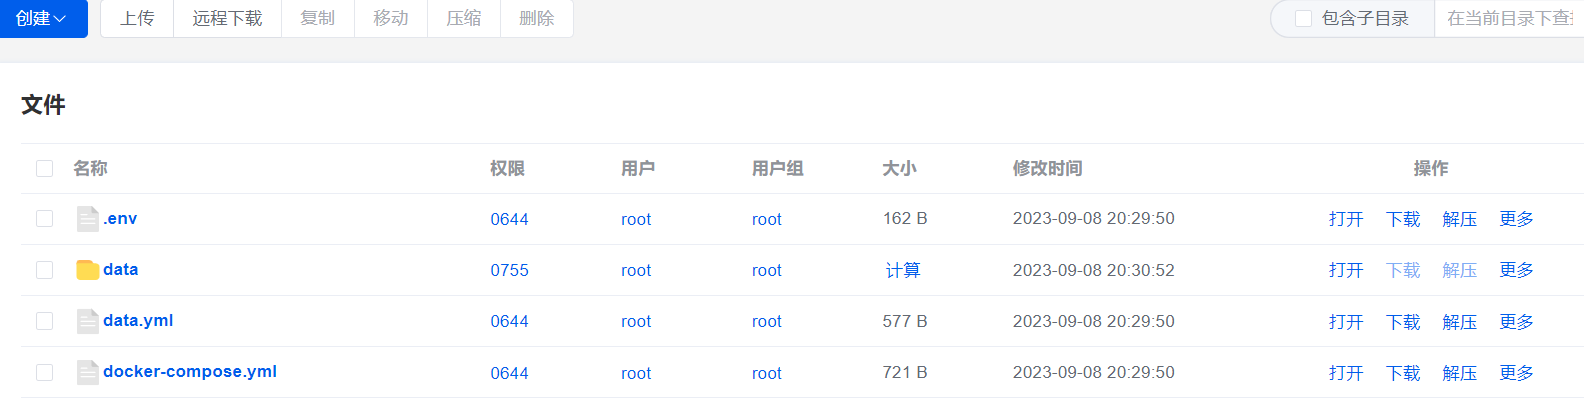 创建 上传 远程下载 复制 移动 压缩 删除 包含子目录 在当前目录下查
文件
名称 权限 用户 用户组 大小 修改时间 操作
.env 0644 root root 162 B 2023-09-08 20:29:50 打开 下载 解压 更多
data 0755 root root 计算 2023-09-08 20:30:52 打开 下载 解压 更多
data.yml 0644 root root 577 B 2023-09-08 20:29:50 打开 下载 解压 更多
docker-compose.yml 0644 root root 721 B 2023-09-08 20:29:50 打开 下载 解压 更多